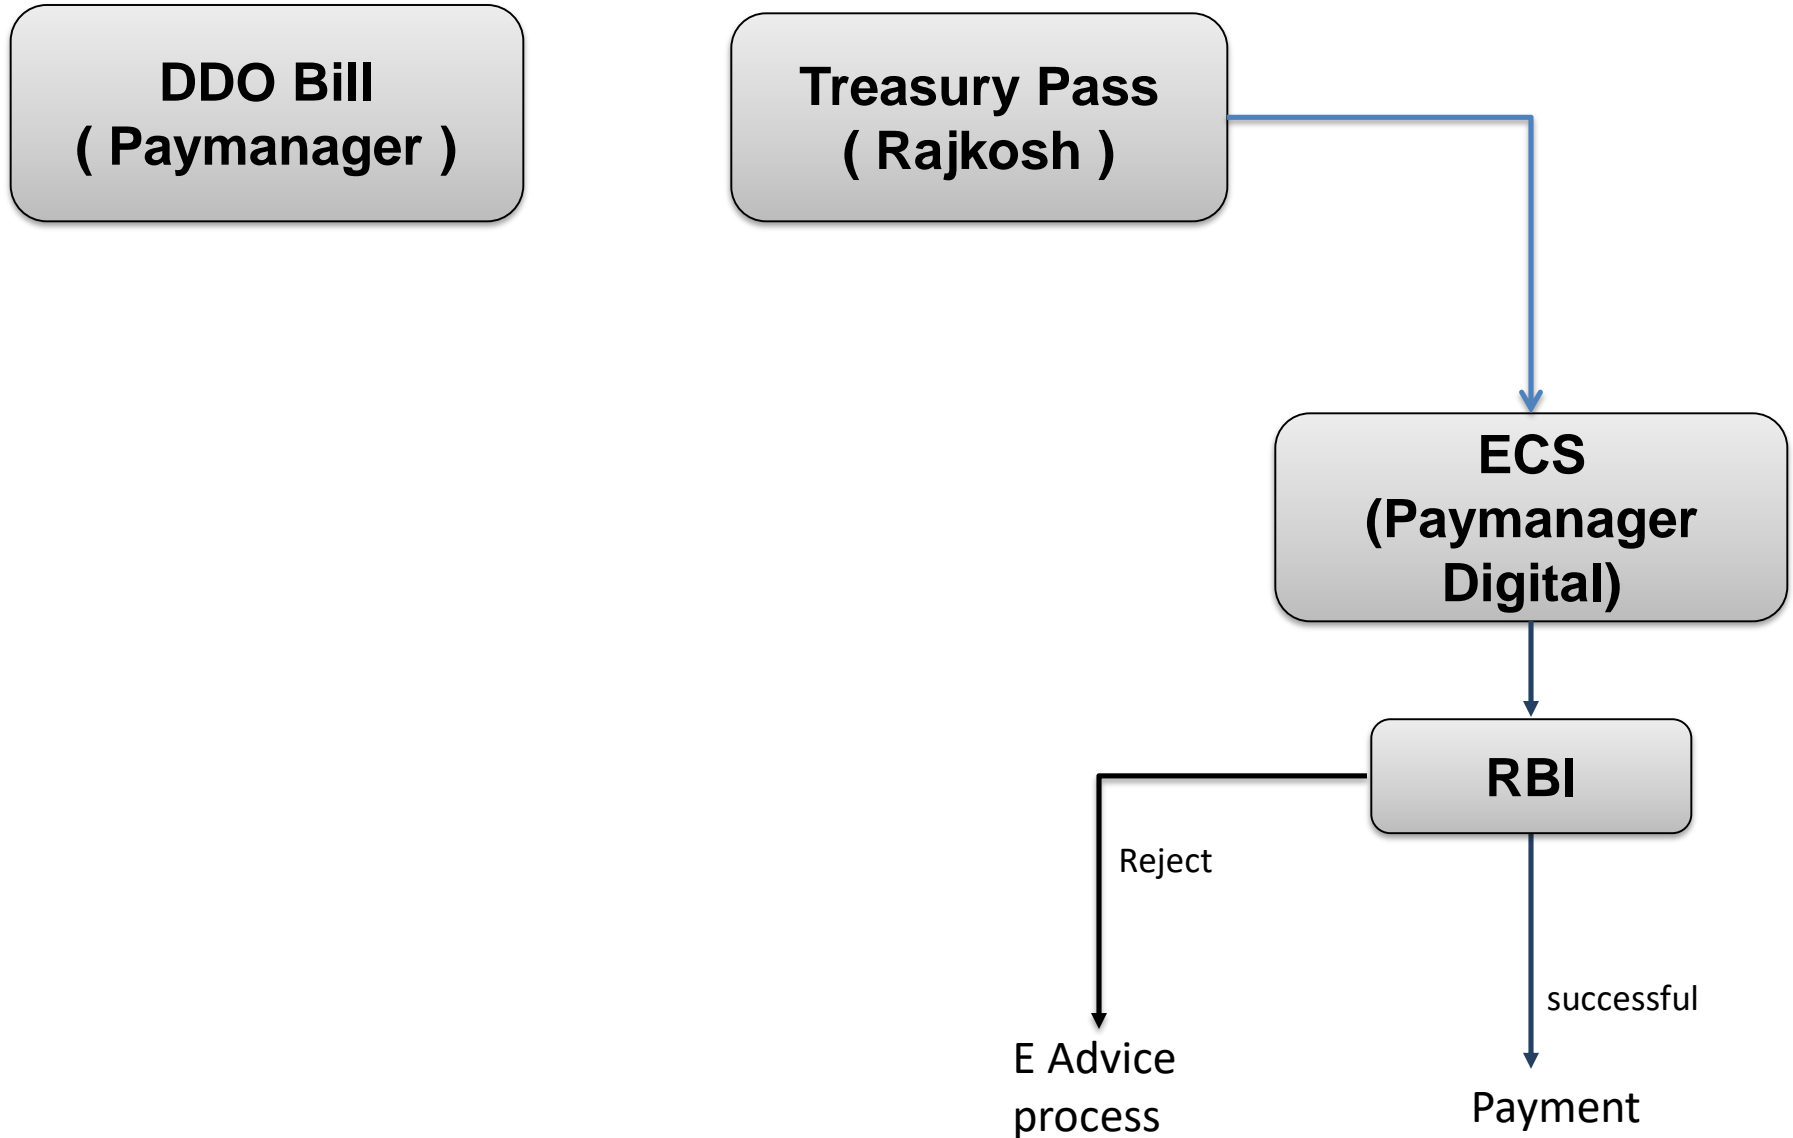 DDO Bill
( Paymanager )
Treasury Pass
( Rajkosh )
ECS
(Paymanager
Digital)
RBI
Reject
successful
E Advice
process
Payment